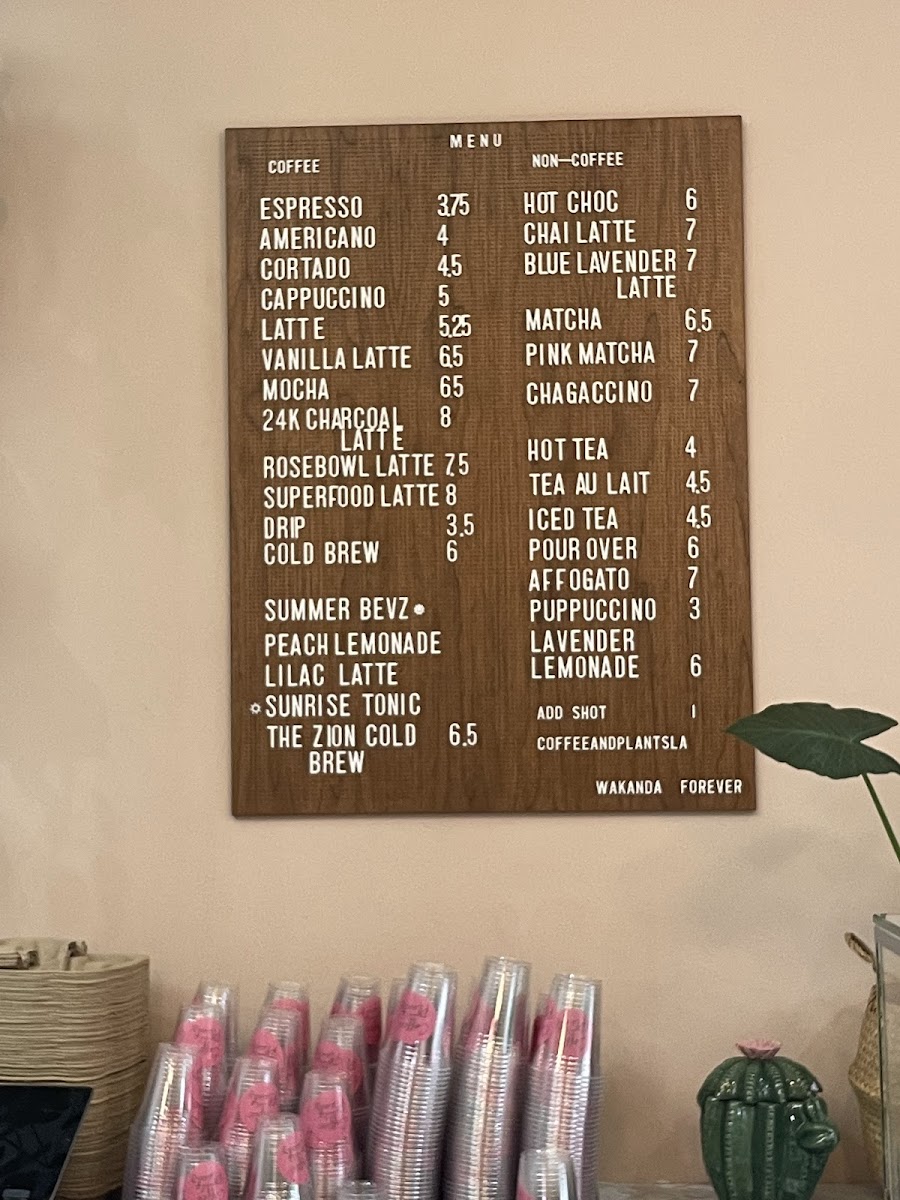 MENU
COFFEE
ESPRESSO 3.75
AMERICANO 4
CORTADO 4.5
CAPPUCCINO 5
LATTE 5.25
VANILLA LATTE 6.5
MOCHA 6.5
24K CHARCOAL 8
LATTE
ROSEBOWL LATTE 7.5
SUPERFOOD LATTE 8
DRIP 3.5
COLD BREW 6
SUMMER BEVZ
PEACH LEMONADE
LILAC LATTE
SUNRISE TONIC
THE ZION COLD 6.5
BREW
NON-COFFEE
HOT CHOC 6
CHAI LATTE 7
BLUE LAVENDER 7
LATTE
MATCHA 6.5
PINK MATCHA 7
CHAGACCINO 7
HOT TEA 4
TEA AU LAIT 4.5
ICED TEA 4.5
POUR OVER 6
AFFOGATO 7
PUPPUCCINO 3
LAVENDER
LEMONADE 6
ADD SHOT 1
COFFEEANDPLANTSLA
WAKANDA FOREVER